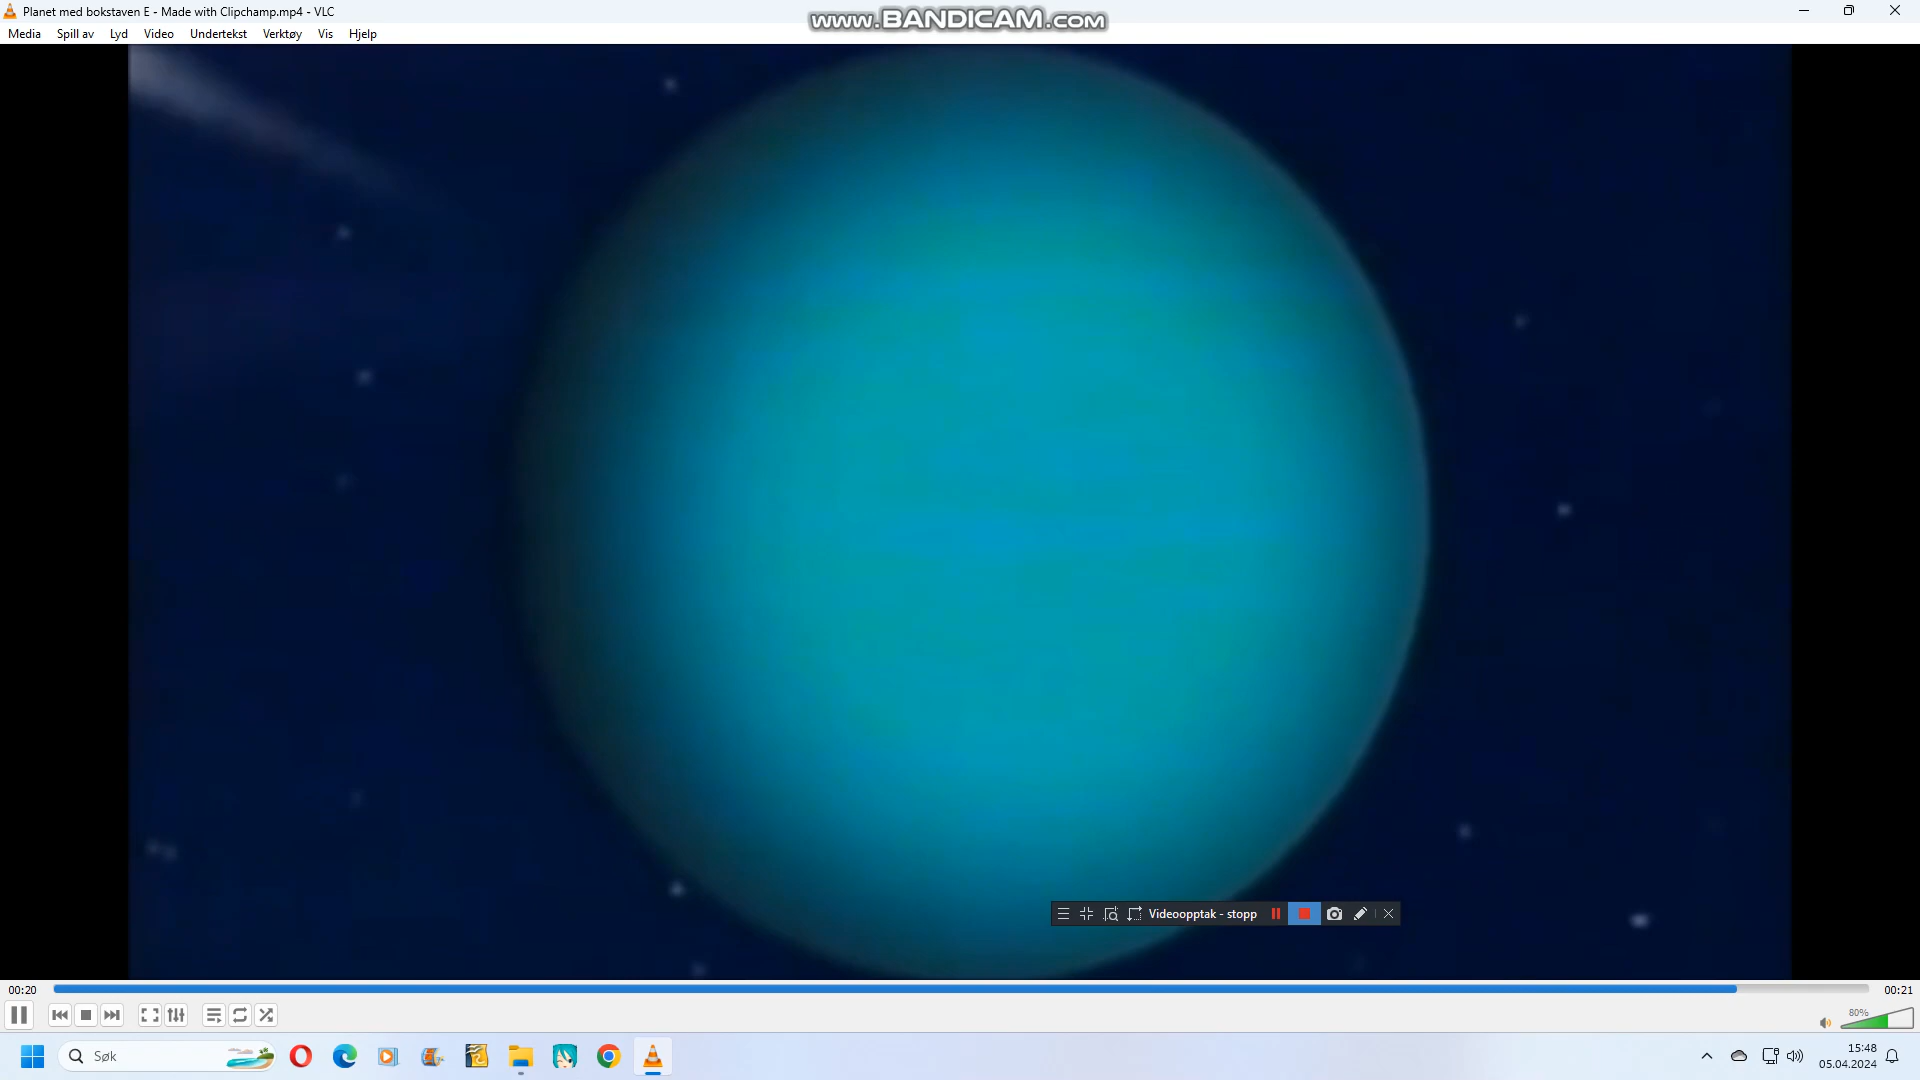 Planet med bokstaven E - Made with Clipchamp.mp4 - VLC
www.BANDICAM.com
Media Spill av Lyd Video Undertekst Verktøy Vis Hjelp
Videoopptak - stopp
00:20
00:21
80%
Søk
15:48
05.04.2024